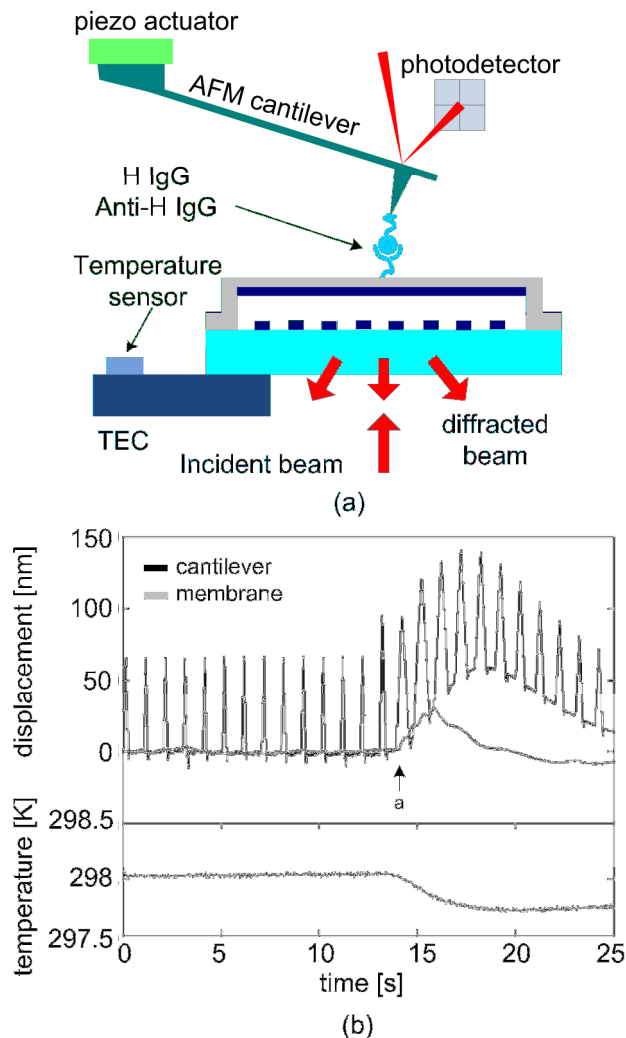 piezo actuator
photodetector
AFM cantilever
H IgG
Anti-H IgG
Temperature
sensor
TEC
Incident beam
diffracted
beam
(a)
150
100
50
0
displacement [nm]
cantilever
membrane
a
298.5
298
297.5
temperature [K]
0
5
10
15
20
25
time [s]
(b)